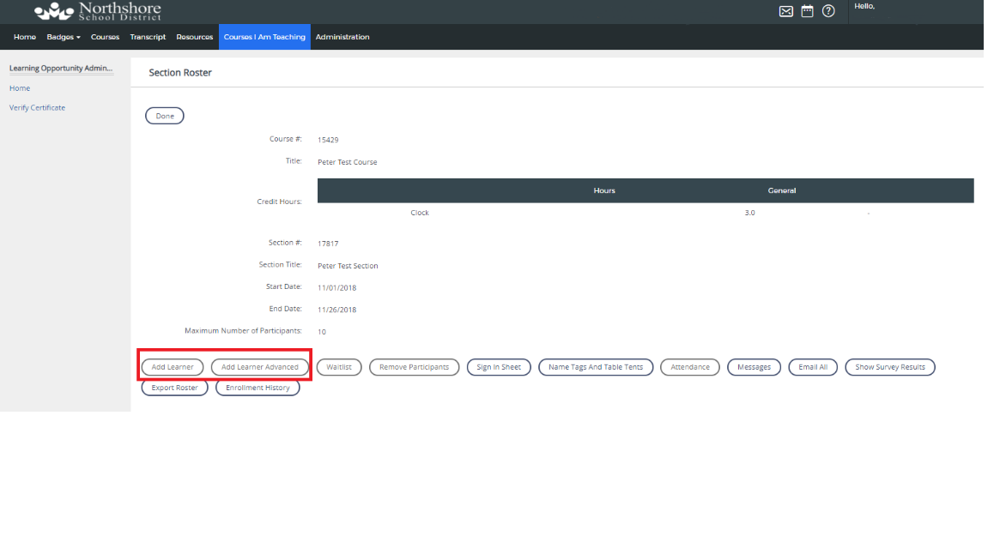 Northshore
School District
Hello,
Home Badges Courses Transcript Resources Courses I Am Teaching Administration
Learning Opportunity Admin...
Home
Verify Certificate
Section Roster
Done
Course #: 15429
Title: Peter Test Course
Hours General
Credit Hours:
Clock 3.0 -
Section #: 17817
Section Title: Peter Test Section
Start Date: 11/01/2018
End Date: 11/26/2018
Maximum Number of Participants: 10
Add Learner Add Learner Advanced Waitlist Remove Participants Sign In Sheet Name Tags And Table Tents Attendance Messages Email All Show Survey Results
Export Roster Enrollment History